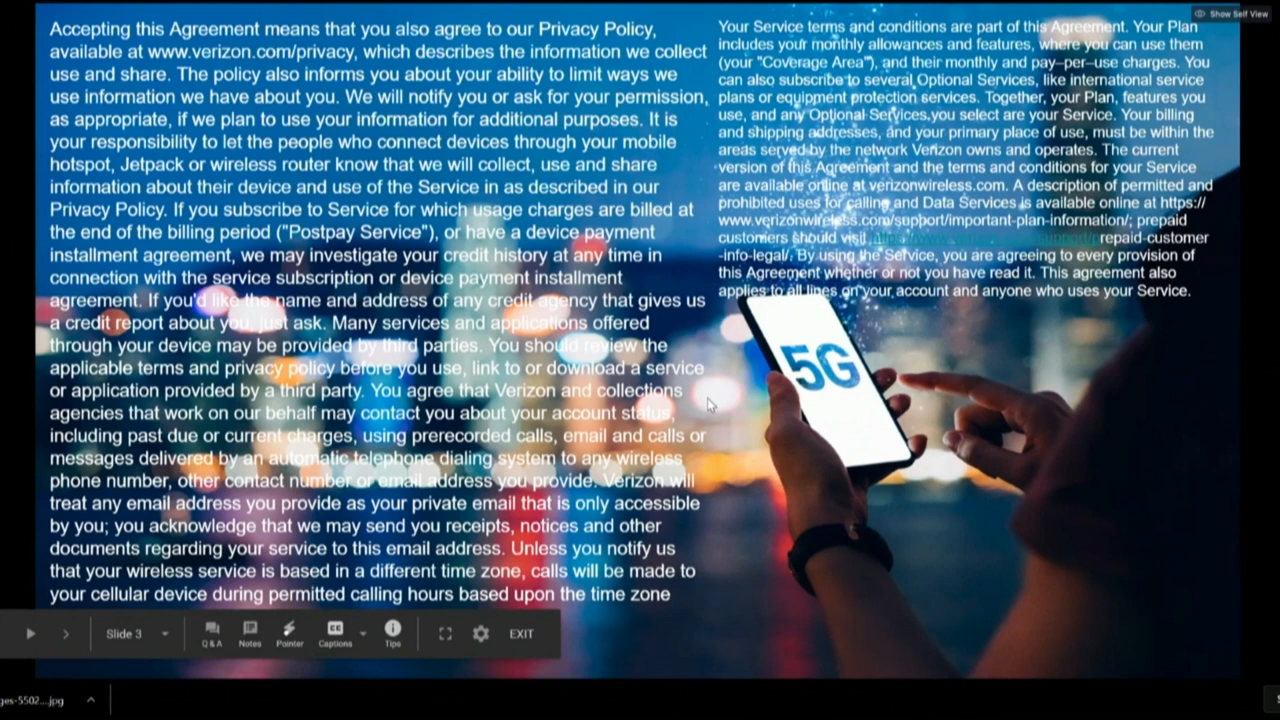 Accepting this Agreement means that you also agree to our Privacy Policy,
available at www.verizon.com/privacy, which describes the information we collect
use and share. The policy also informs you about your ability to limit ways we
use information we have about you. We will notify you or ask for your permission,
as appropriate, if we plan to use your information for additional purposes. It is
your responsibility to let the people who connect devices through your mobile
hotspot, Jetpack or wireless router know that we will collect, use and share
information about their device and use of the Service in as described in our
Privacy Policy. If you subscribe to Service for which usage charges are billed at
the end of the billing period ("Postpay Service"), or have a device payment
installment agreement, we may investigate your credit history at any time in
connection with the service subscription or device payment installment
agreement. If you'd like the name and address of any credit agency that gives us
a credit report about you, just ask. Many services and applications offered
through your device may be provided by third parties. You should review the
applicable terms and privacy policy before you use, link to or download a service
or application provided by a third party. You agree that Verizon and collections
agencies that work on our behalf may contact you about your account status,
including past due or current charges, using prerecorded calls, email and calls or
messages delivered by an automatic telephone dialing system to any wireless
phone number, other contact number or email address you provide. Verizon will
treat any email address you provide as your private email that is only accessible
by you; you acknowledge that we may send you receipts, notices and other
documents regarding your service to this email address. Unless you notify us
that your wireless service is based in a different time zone, calls will be made to
your cellular device during permitted calling hours based upon the time zone
Your Service terms and conditions are part of this Agreement. Your Plan
includes your monthly allowances and features, where you can use them
(your "Coverage Area"), and their monthly and pay–per–use charges. You
can also subscribe to several Optional Services, like international service
plans or equipment protection services. Together, your Plan, features you
use, and any Optional Services you select are your Service. Your billing
and shipping addresses, and your primary place of use, must be within the
areas served by the network Verizon owns and operates. The current
version of this Agreement and the terms and conditions for your Service
are available online at verizonwireless.com. A description of permitted and
prohibited uses for calling and Data Services is available online at https://
www.verizonwireless.com/support/important-plan-information/; prepaid
customers should visit repaid-customer
-info-legal/. By using the Service, you are agreeing to every provision of
this Agreement whether or not you have read it. This agreement also
applies to all lines on your account and anyone who uses your Service.
5G
Show Self View
Slide 3
Q & A
Notes
Pointer
CC
Captions
Tips
EXIT
ges-5502....jpg